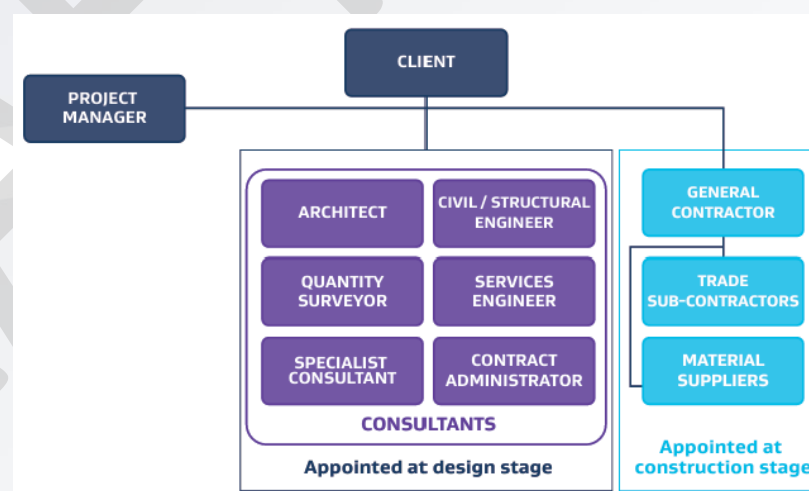 CLIENT
PROJECT
MANAGER
ARCHITECT
CIVIL / STRUCTURAL
ENGINEER
QUANTITY
SURVEYOR
SERVICES
ENGINEER
SPECIALIST
CONSULTANT
CONTRACT
ADMINISTRATOR
CONSULTANTS
Appointed at design stage
GENERAL
CONTRACTOR
TRADE
SUB-CONTRACTORS
MATERIAL
SUPPLIERS
Appointed at
construction stage